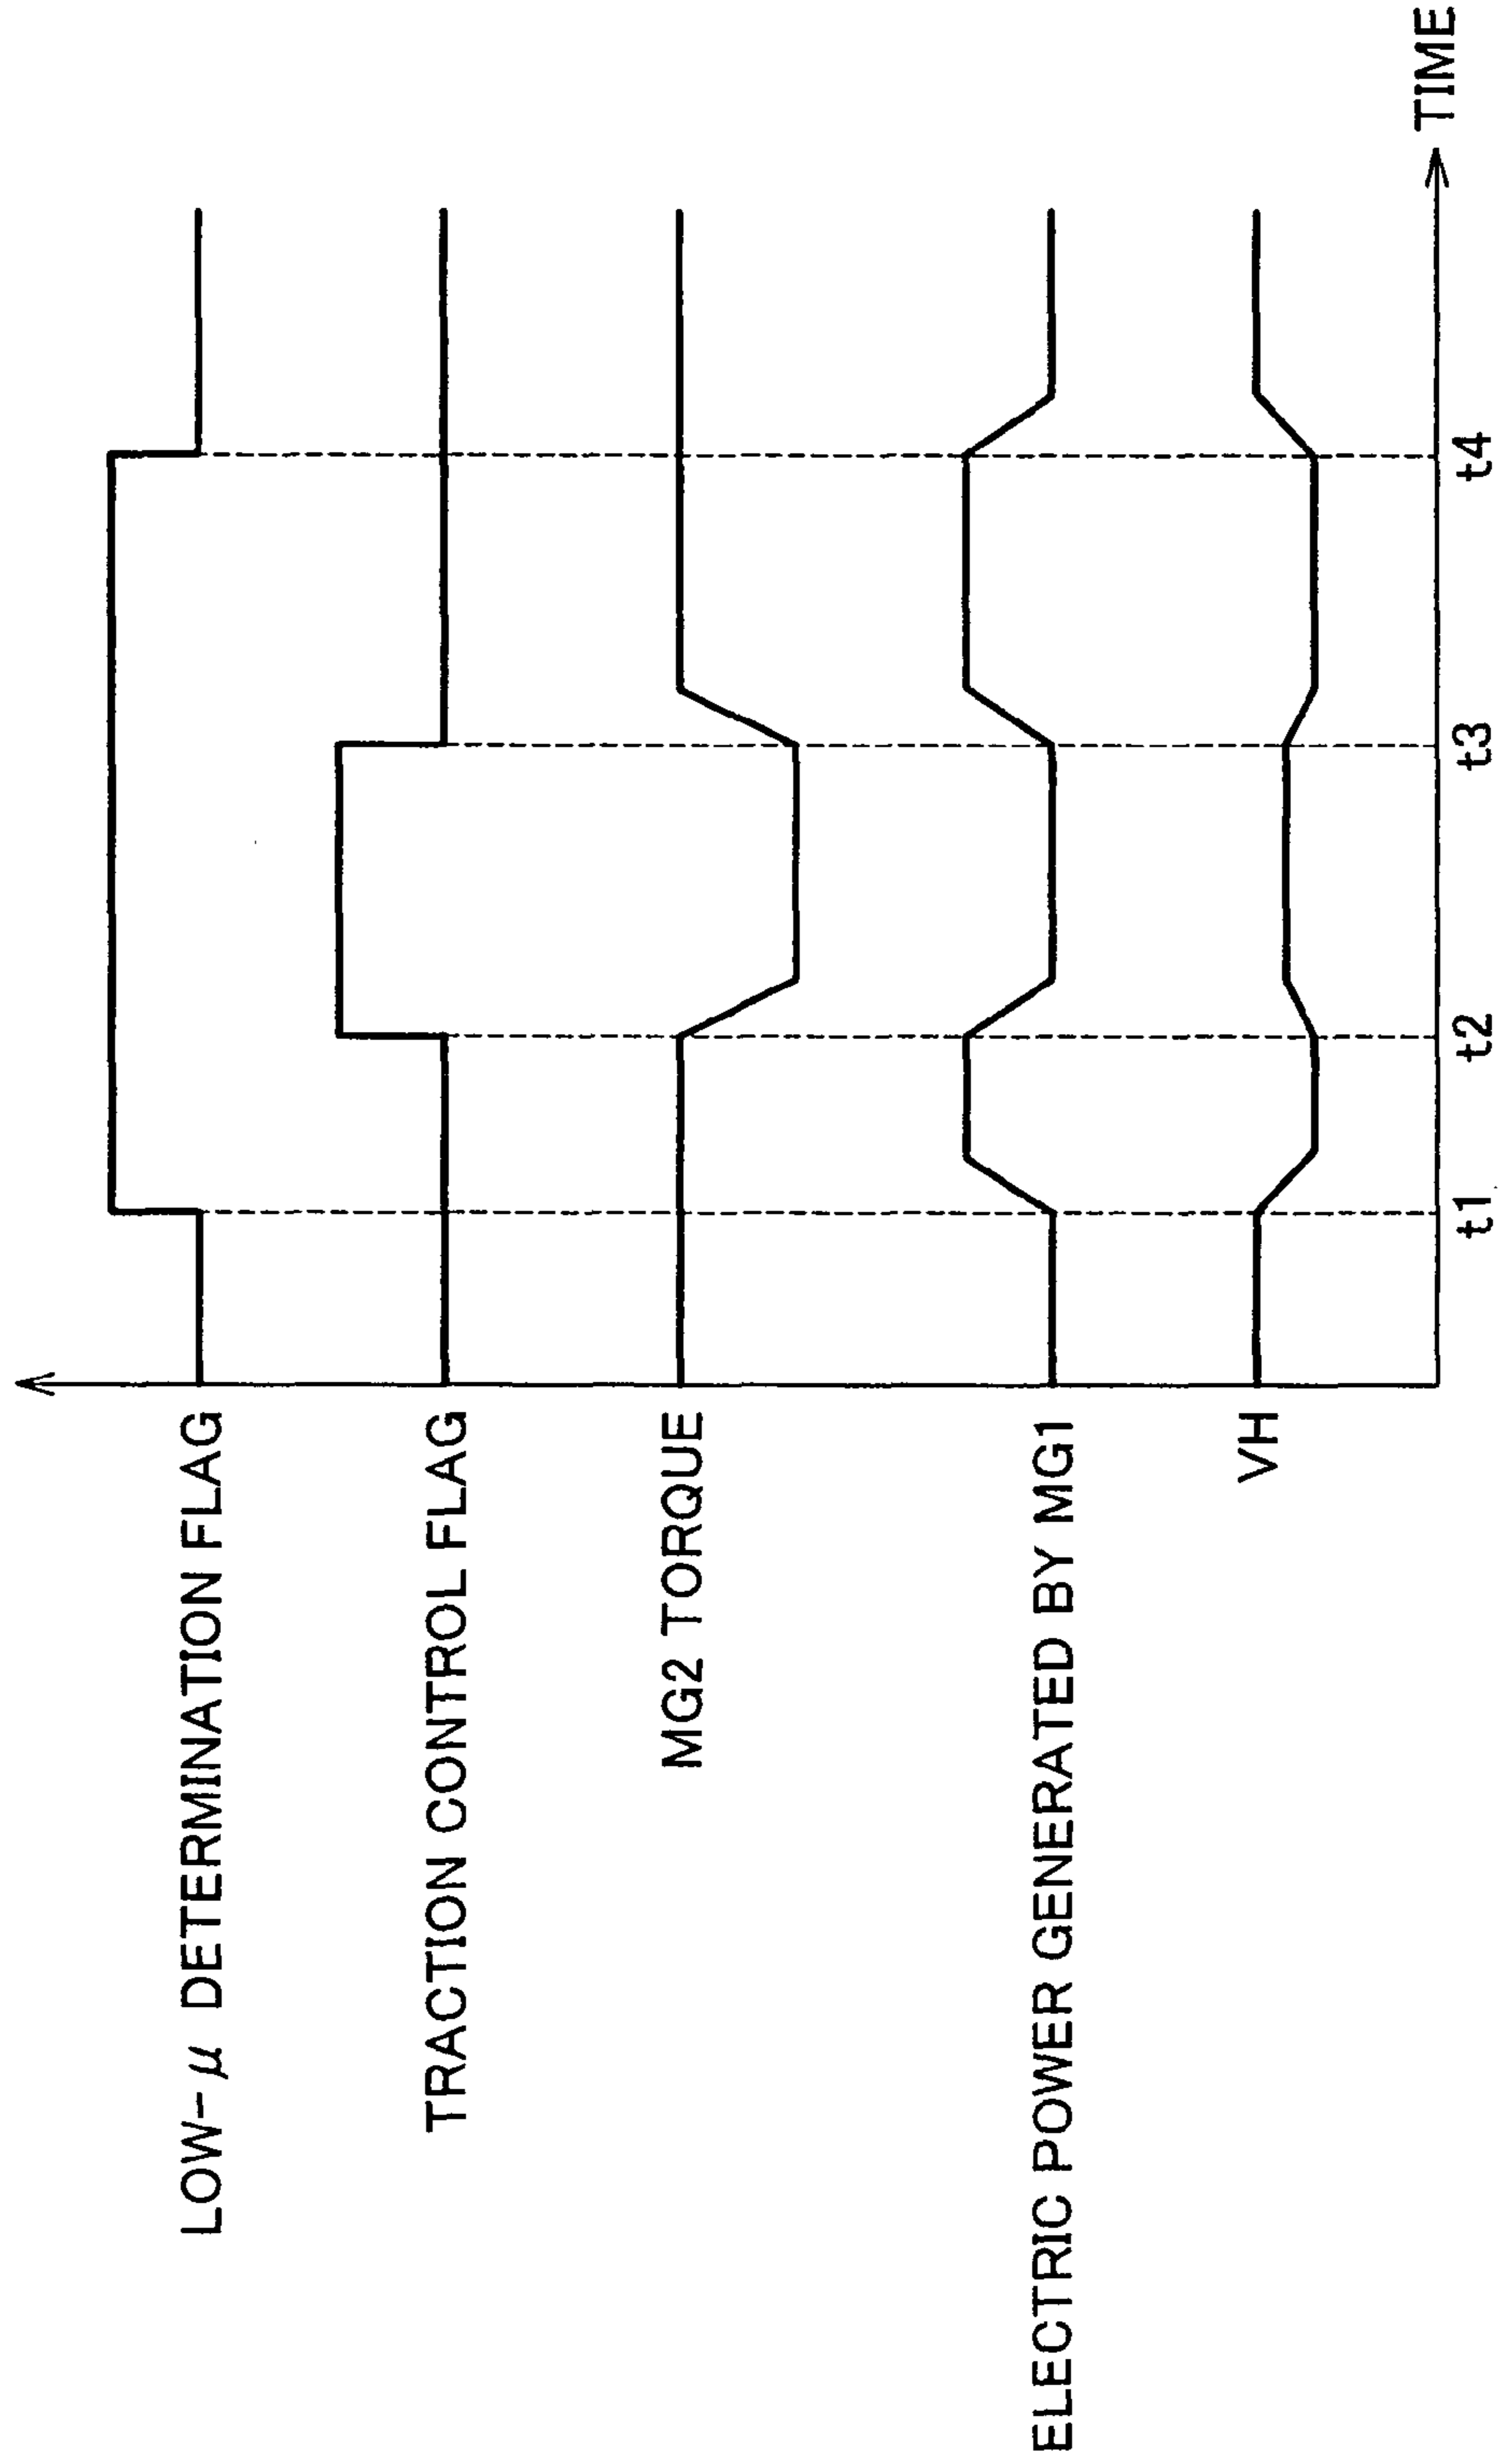 LOW-μ DETERMINATION FLAG
TRACTION CONTROL FLAG
MG2 TORQUE
ELECTRIC POWER GENERATED BY MG1
VH
t1
t2
t3
t4
TIME